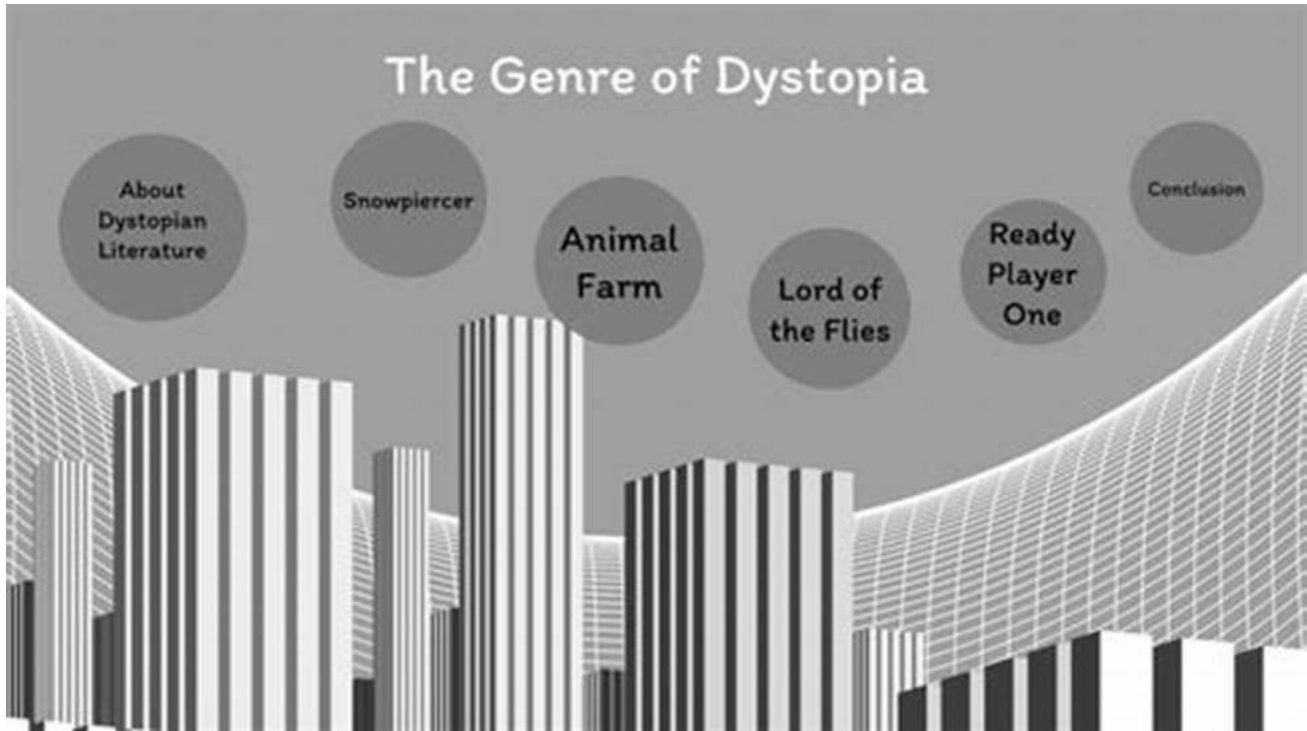 The Genre of Dystopia
About
Dystopian
Literature
Snowpiercer
Animal
Farm
Lord of
the Flies
Ready
Player
One
Conclusion